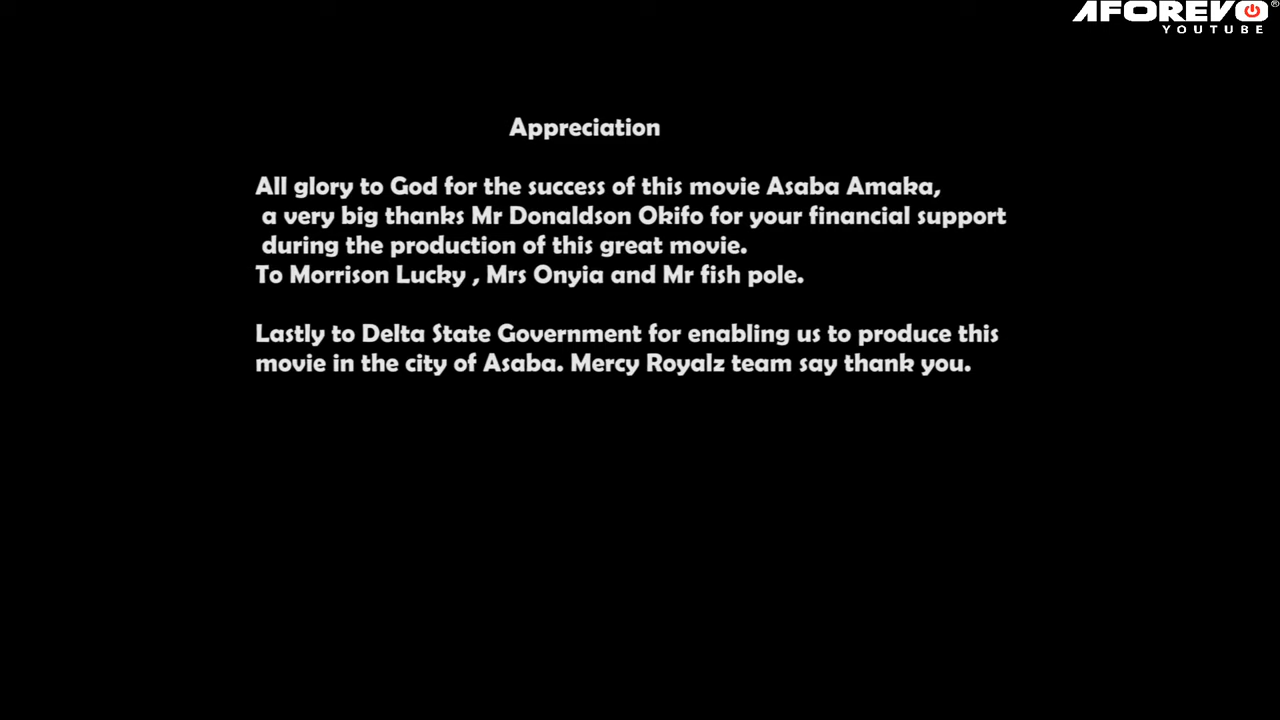 AFOREVO®
YOUTUBE
Appreciation
All glory to God for the success of this movie Asaba Amaka,
a very big thanks Mr Donaldson Okifo for your financial support
during the production of this great movie.
To Morrison Lucky , Mrs Onyia and Mr fish pole.
Lastly to Delta State Government for enabling us to produce this
movie in the city of Asaba. Mercy Royalz team say thank you.